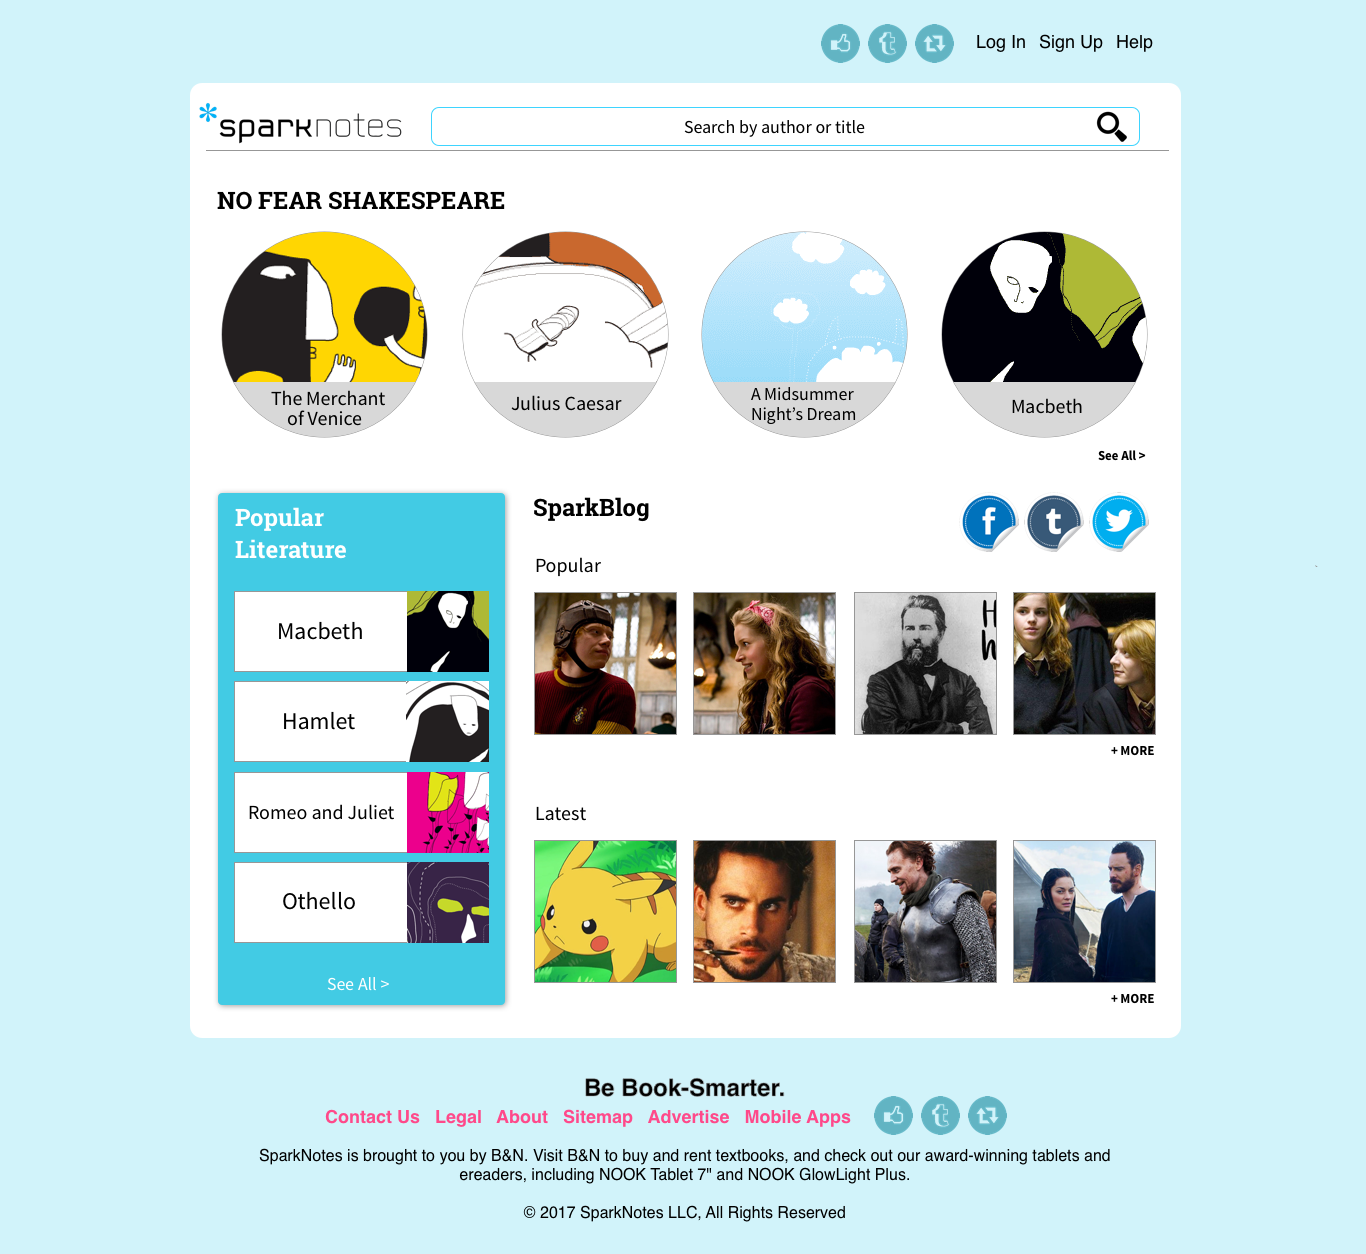 Log In Sign Up Help
*sparknotes
Search by author or title
NO FEAR SHAKESPEARE
The Merchant
of Venice
Julius Caesar
A Midsummer
Night’s Dream
Macbeth
See All >
Popular
Literature
Macbeth
Hamlet
Romeo and Juliet
Othello
See All >
SparkBlog
f
t
Popular
H
h
+ MORE
Latest
+ MORE
Be Book-Smarter.
Contact Us Legal About Sitemap Advertise Mobile Apps
SparkNotes is brought to you by B&N. Visit B&N to buy and rent textbooks, and check out our award-winning tablets and
ereaders, including NOOK Tablet 7" and NOOK GlowLight Plus.
© 2017 SparkNotes LLC, All Rights Reserved